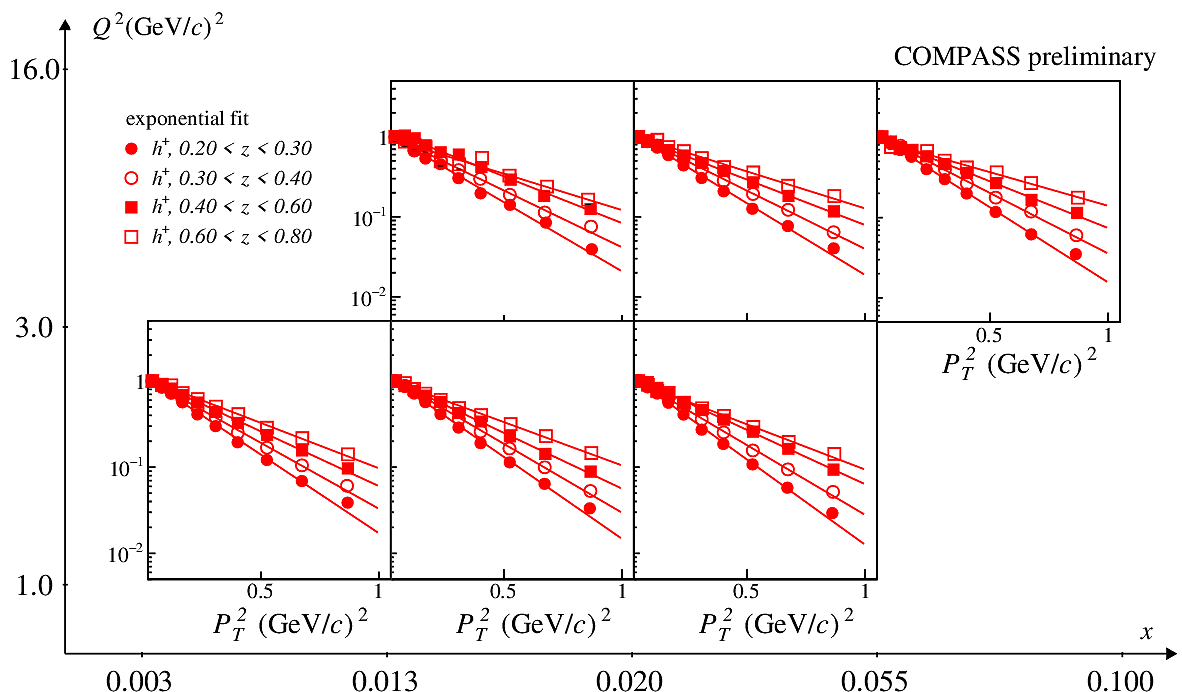 Q²(GeV/c)²
16.0
COMPASS preliminary
exponential fit
h⁺, 0.20 < z < 0.30
h⁺, 0.30 < z < 0.40
h⁺, 0.40 < z < 0.60
h⁺, 0.60 < z < 0.80
1
10⁻¹
10⁻²
3.0
0.5 1
P_T² (GeV/c)²
1
10⁻¹
10⁻²
1.0
0.5 1 0.5 1 0.5 1
P_T² (GeV/c)² P_T² (GeV/c)² P_T² (GeV/c)²
x
0.003 0.013 0.020 0.055 0.100